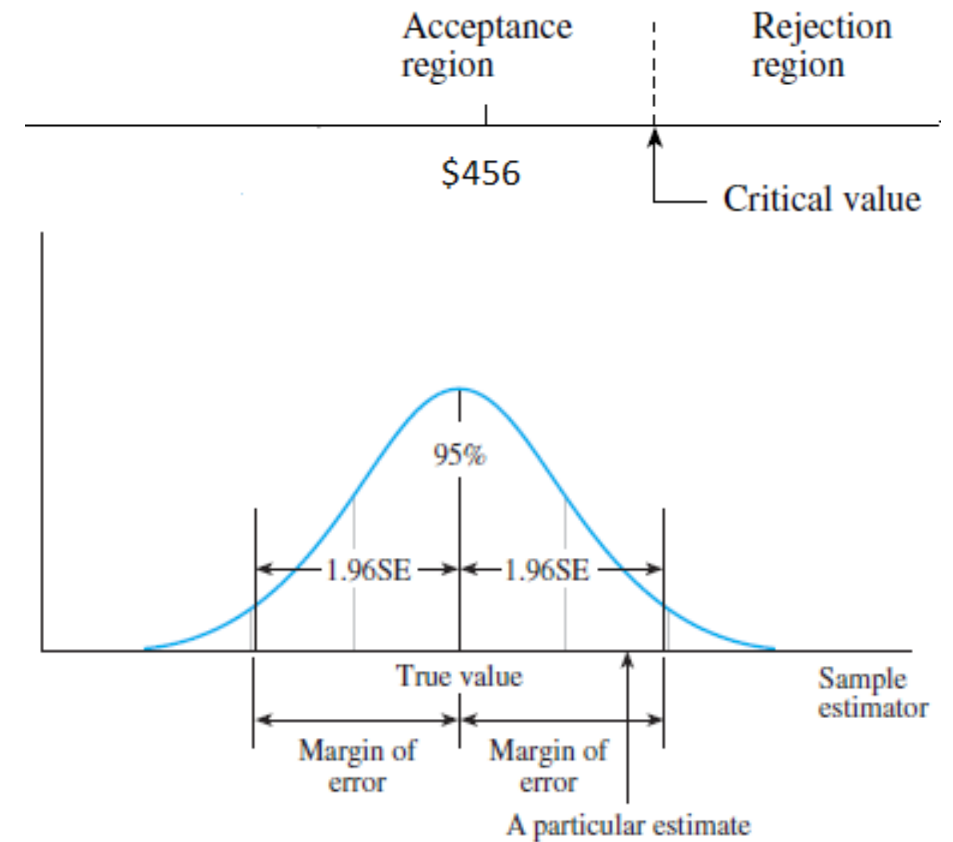 Acceptance
region
Rejection
region
$456
Critical value
95%
1.96SE
1.96SE
True value
Sample
estimator
Margin of
error
Margin of
error
A particular estimate